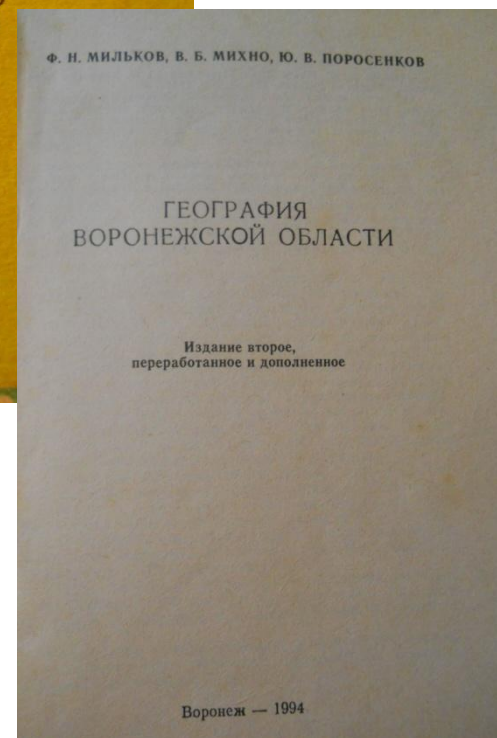 Ф. Н. МИЛЬКОВ, В. Б. МИХНО, Ю. В. ПОРОСЕНКОВ
ГЕОГРАФИЯ
ВОРОНЕЖСКОЙ ОБЛАСТИ
Издание второе,
переработанное и дополненное
Воронеж — 1994